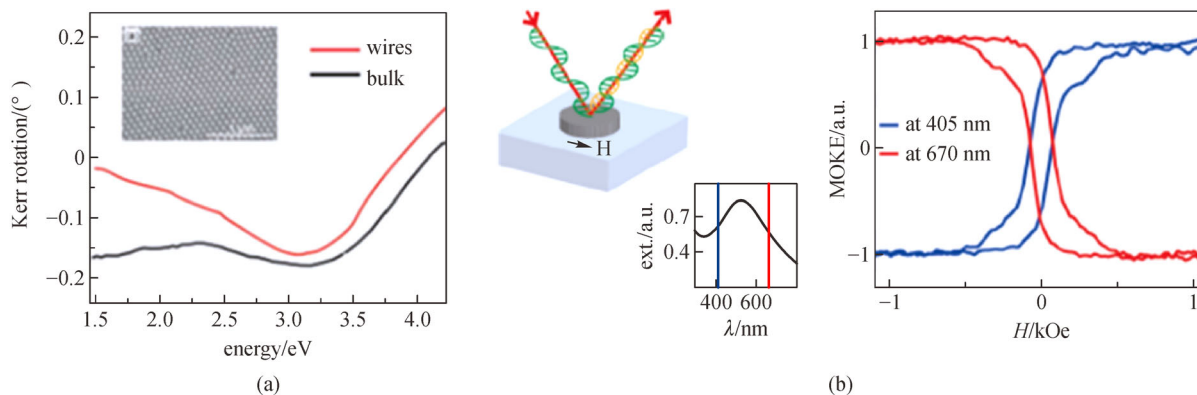 0.2
0.1
0
−0.1
−0.2
Kerr rotation/(°)
wires
bulk
1.5 2.0 2.5 3.0 3.5 4.0
energy/eV
(a)
H
0.7
0.4
ext./a.u.
400 600
λ/nm
1
0
−1
MOKE/a.u.
at 405 nm
at 670 nm
−1 0 1
H/kOe
(b)